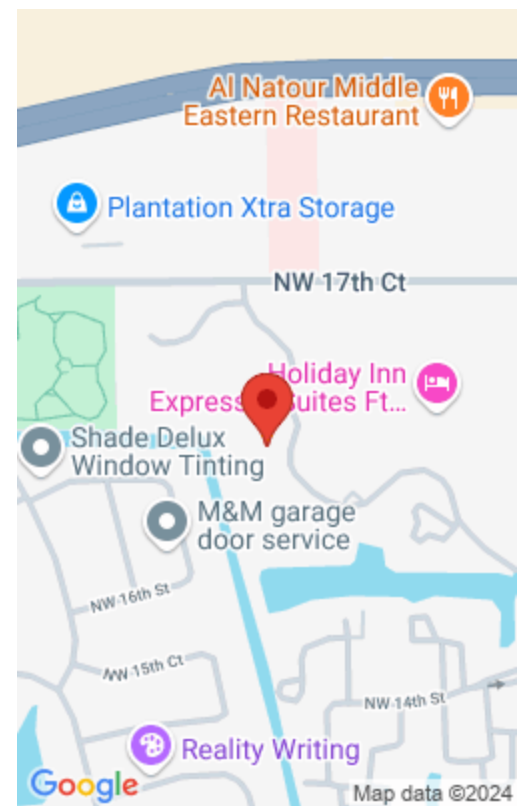 Al Natour Middle
Eastern Restaurant
Plantation Xtra Storage
NW 17th Ct
Holiday Inn
Express Suites Ft...
Shade Delux
Window Tinting
M&M garage
door service
NW 16th St
NW 15th Ct
NW 14th St
Reality Writing
Google
Map data ©2024